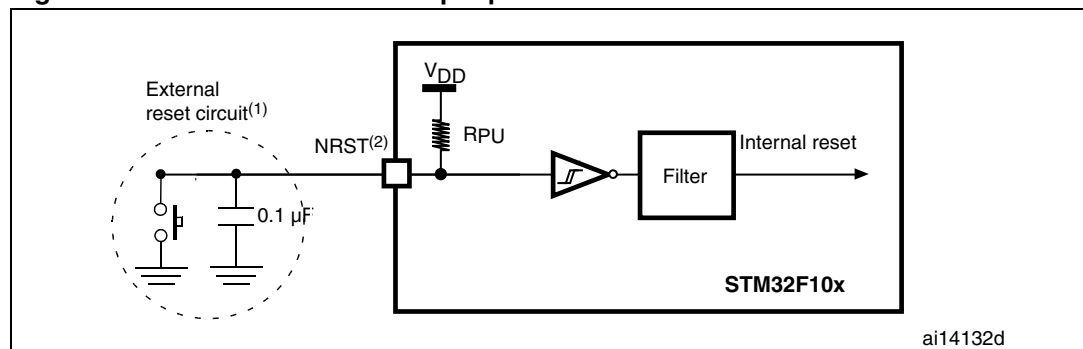 External
reset circuit(1)
VDD
RPU
NRST(2)
0.1 µF
Filter
Internal reset
STM32F10x
ai14132d